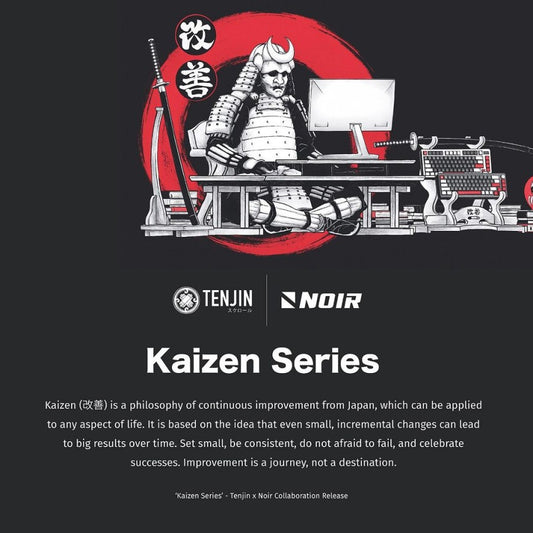 改
善
改善
TENJIN
スクロール
NOIR
Kaizen Series
Kaizen (改善) is a philosophy of continuous improvement from Japan, which can be applied
to any aspect of life. It is based on the idea that even small, incremental changes can lead
to big results over time. Set small, be consistent, do not afraid to fail, and celebrate
successes. Improvement is a journey, not a destination.
'Kaizen Series' - Tenjin x Noir Collaboration Release